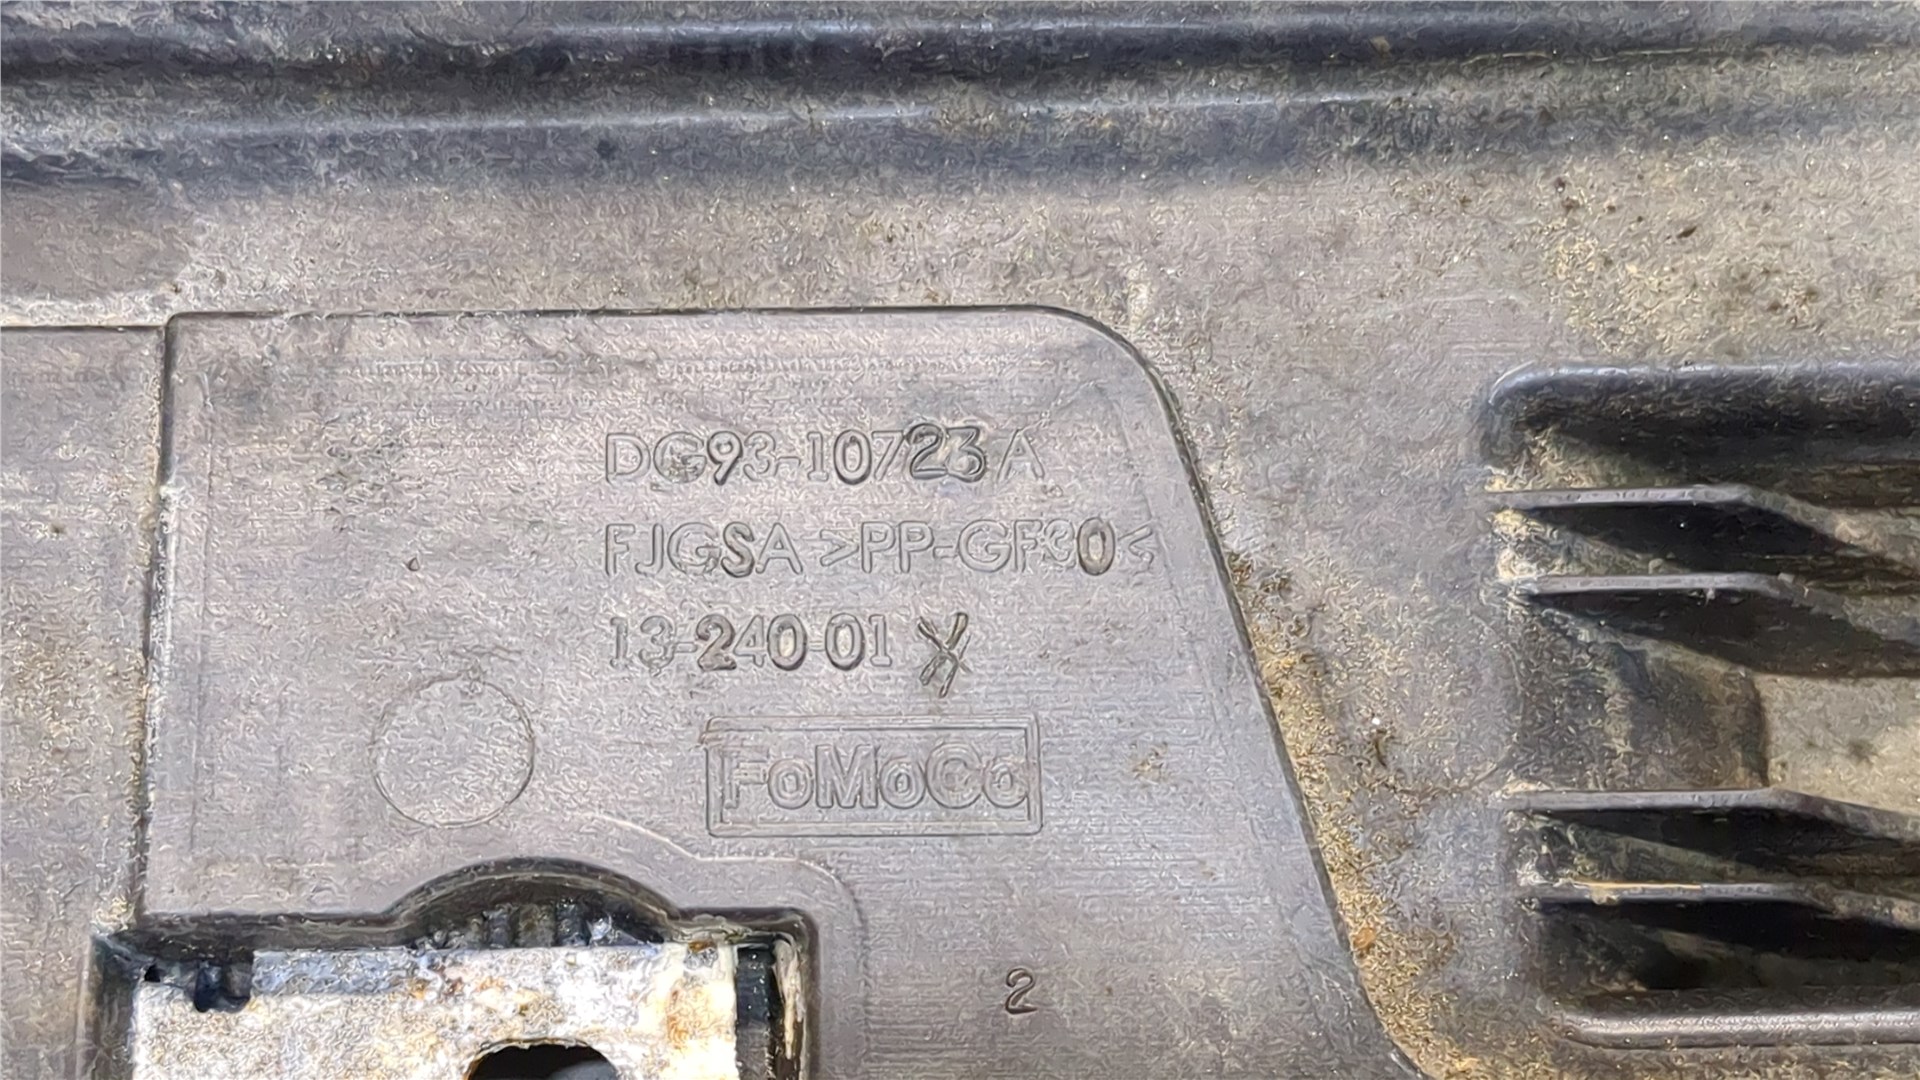 DG93-10723 A
FJGSA >PP-GF30<
13-240-01
FoMoCo
2